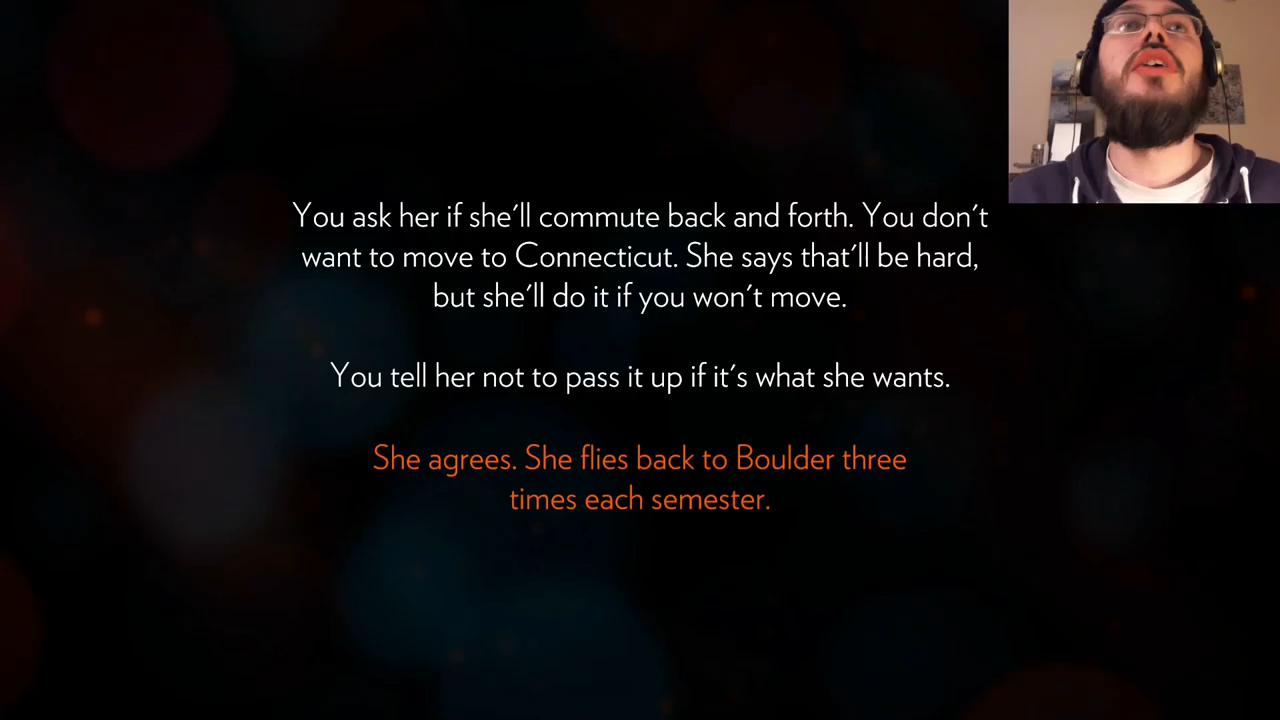 You ask her if she'll commute back and forth. You don't
want to move to Connecticut. She says that'll be hard,
but she'll do it if you won't move.
You tell her not to pass it up if it's what she wants.
She agrees. She flies back to Boulder three
times each semester.